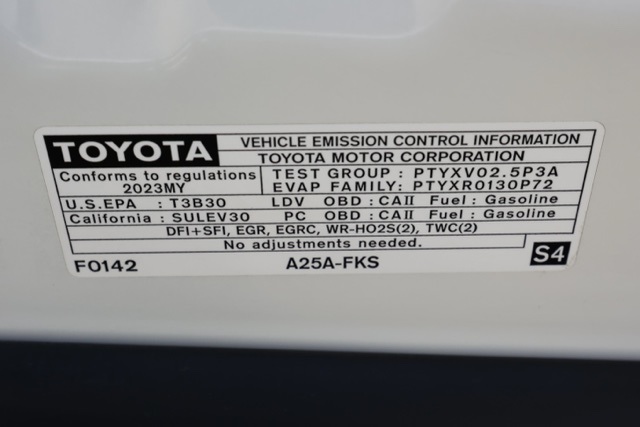 TOYOTA
VEHICLE EMISSION CONTROL INFORMATION
TOYOTA MOTOR CORPORATION
Conforms to regulations
2023MY
TEST GROUP : PTYXV02.5P3A
EVAP FAMILY: PTYXR0130P72
U.S.EPA : T3B30 LDV OBD : CAII Fuel : Gasoline
California : SULEV30 PC OBD : CAII Fuel : Gasoline
DFI+SFI, EGR, EGRC, WR-HO2S(2), TWC(2)
No adjustments needed.
F0142 A25A-FKS S4